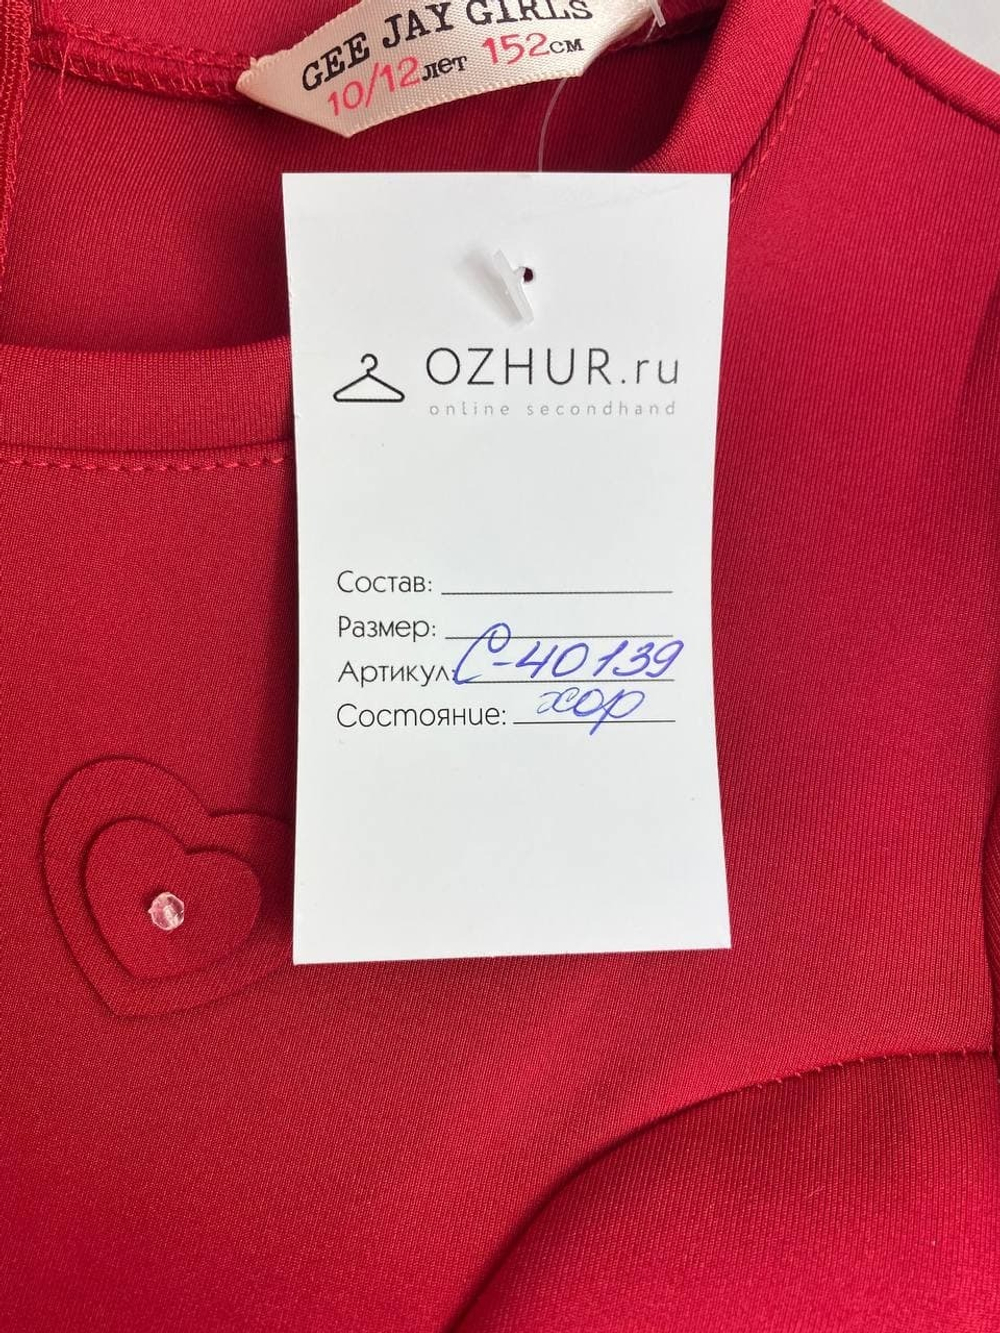 GEE JAY GIRLS
10/12лет 152см
OZHUR.ru
online secondhand
Состав:
Размер:
Артикул: С-40139
Состояние: хор